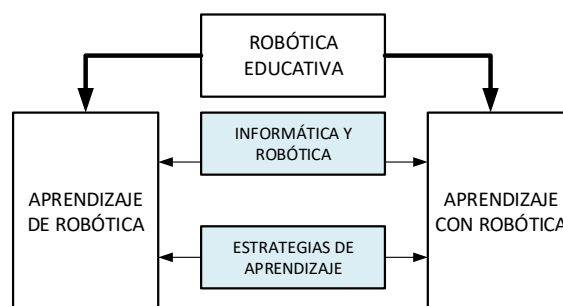 ROBÓTICA
EDUCATIVA
INFORMÁTICA Y
ROBÓTICA
APRENDIZAJE
DE ROBÓTICA
APRENDIZAJE
CON ROBÓTICA
ESTRATEGIAS DE
APRENDIZAJE